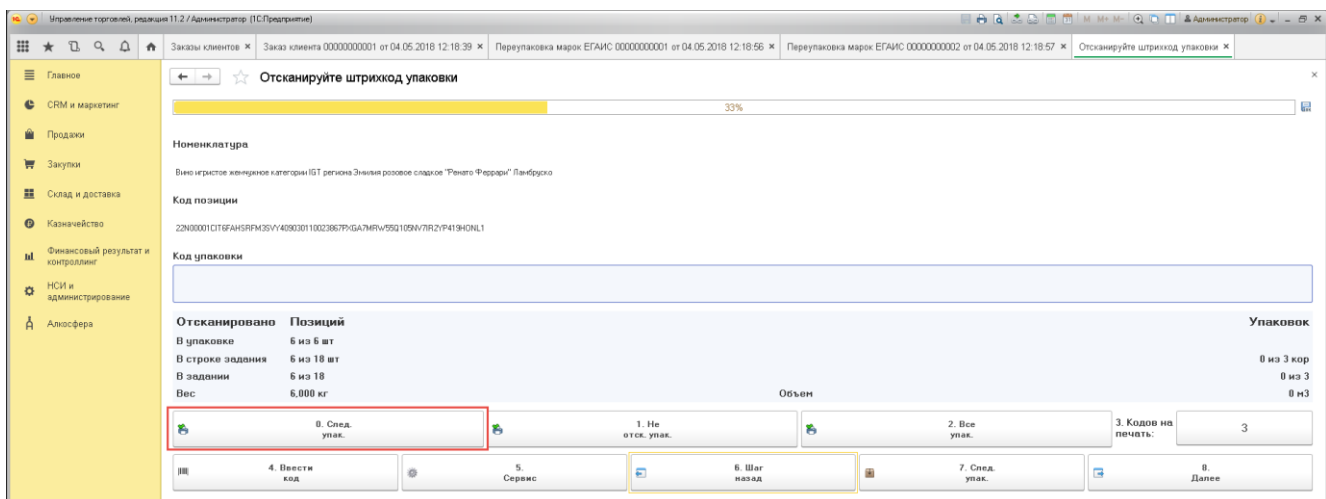 Управление торговлей, редакция 11.2 / Администратор (1С:Предприятие)
M M+ M- Администратор
Заказы клиентов × Заказ клиента 00000000001 от 04.05.2018 12:18:39 × Переупаковка марок ЕГАИС 00000000001 от 04.05.2018 12:18:56 × Переупаковка марок ЕГАИС 00000000002 от 04.05.2018 12:18:57 × Отсканируйте штрихкод упаковки ×
Главное
CRM и маркетинг
Продажи
Закупки
Склад и доставка
Казначейство
Финансовый результат и
контроллинг
НСИ и
администрирование
Алкосфера
Отсканируйте штрихкод упаковки
33%
Номенклатура
Вино игристое жемчужное категории IGT региона Эмилия розовое сладкое "Ренато Феррари" Ламбруско
Код позиции
Код упаковки
Отсканировано Позиций Упаковок
В упаковке 6 из 6 шт
В строке задания 6 из 18 шт 0 из 3 кор
В задании 6 из 18 0 из 3
Вес 6,000 кг Объем 0 м3
0. След.
упак.
1. Не
отск. упак.
2. Все
упак.
3. Кодов на
печать:
3
4. Ввести
код
5.
Сервис
6. Шаг
назад
7. След.
упак.
8.
Далее